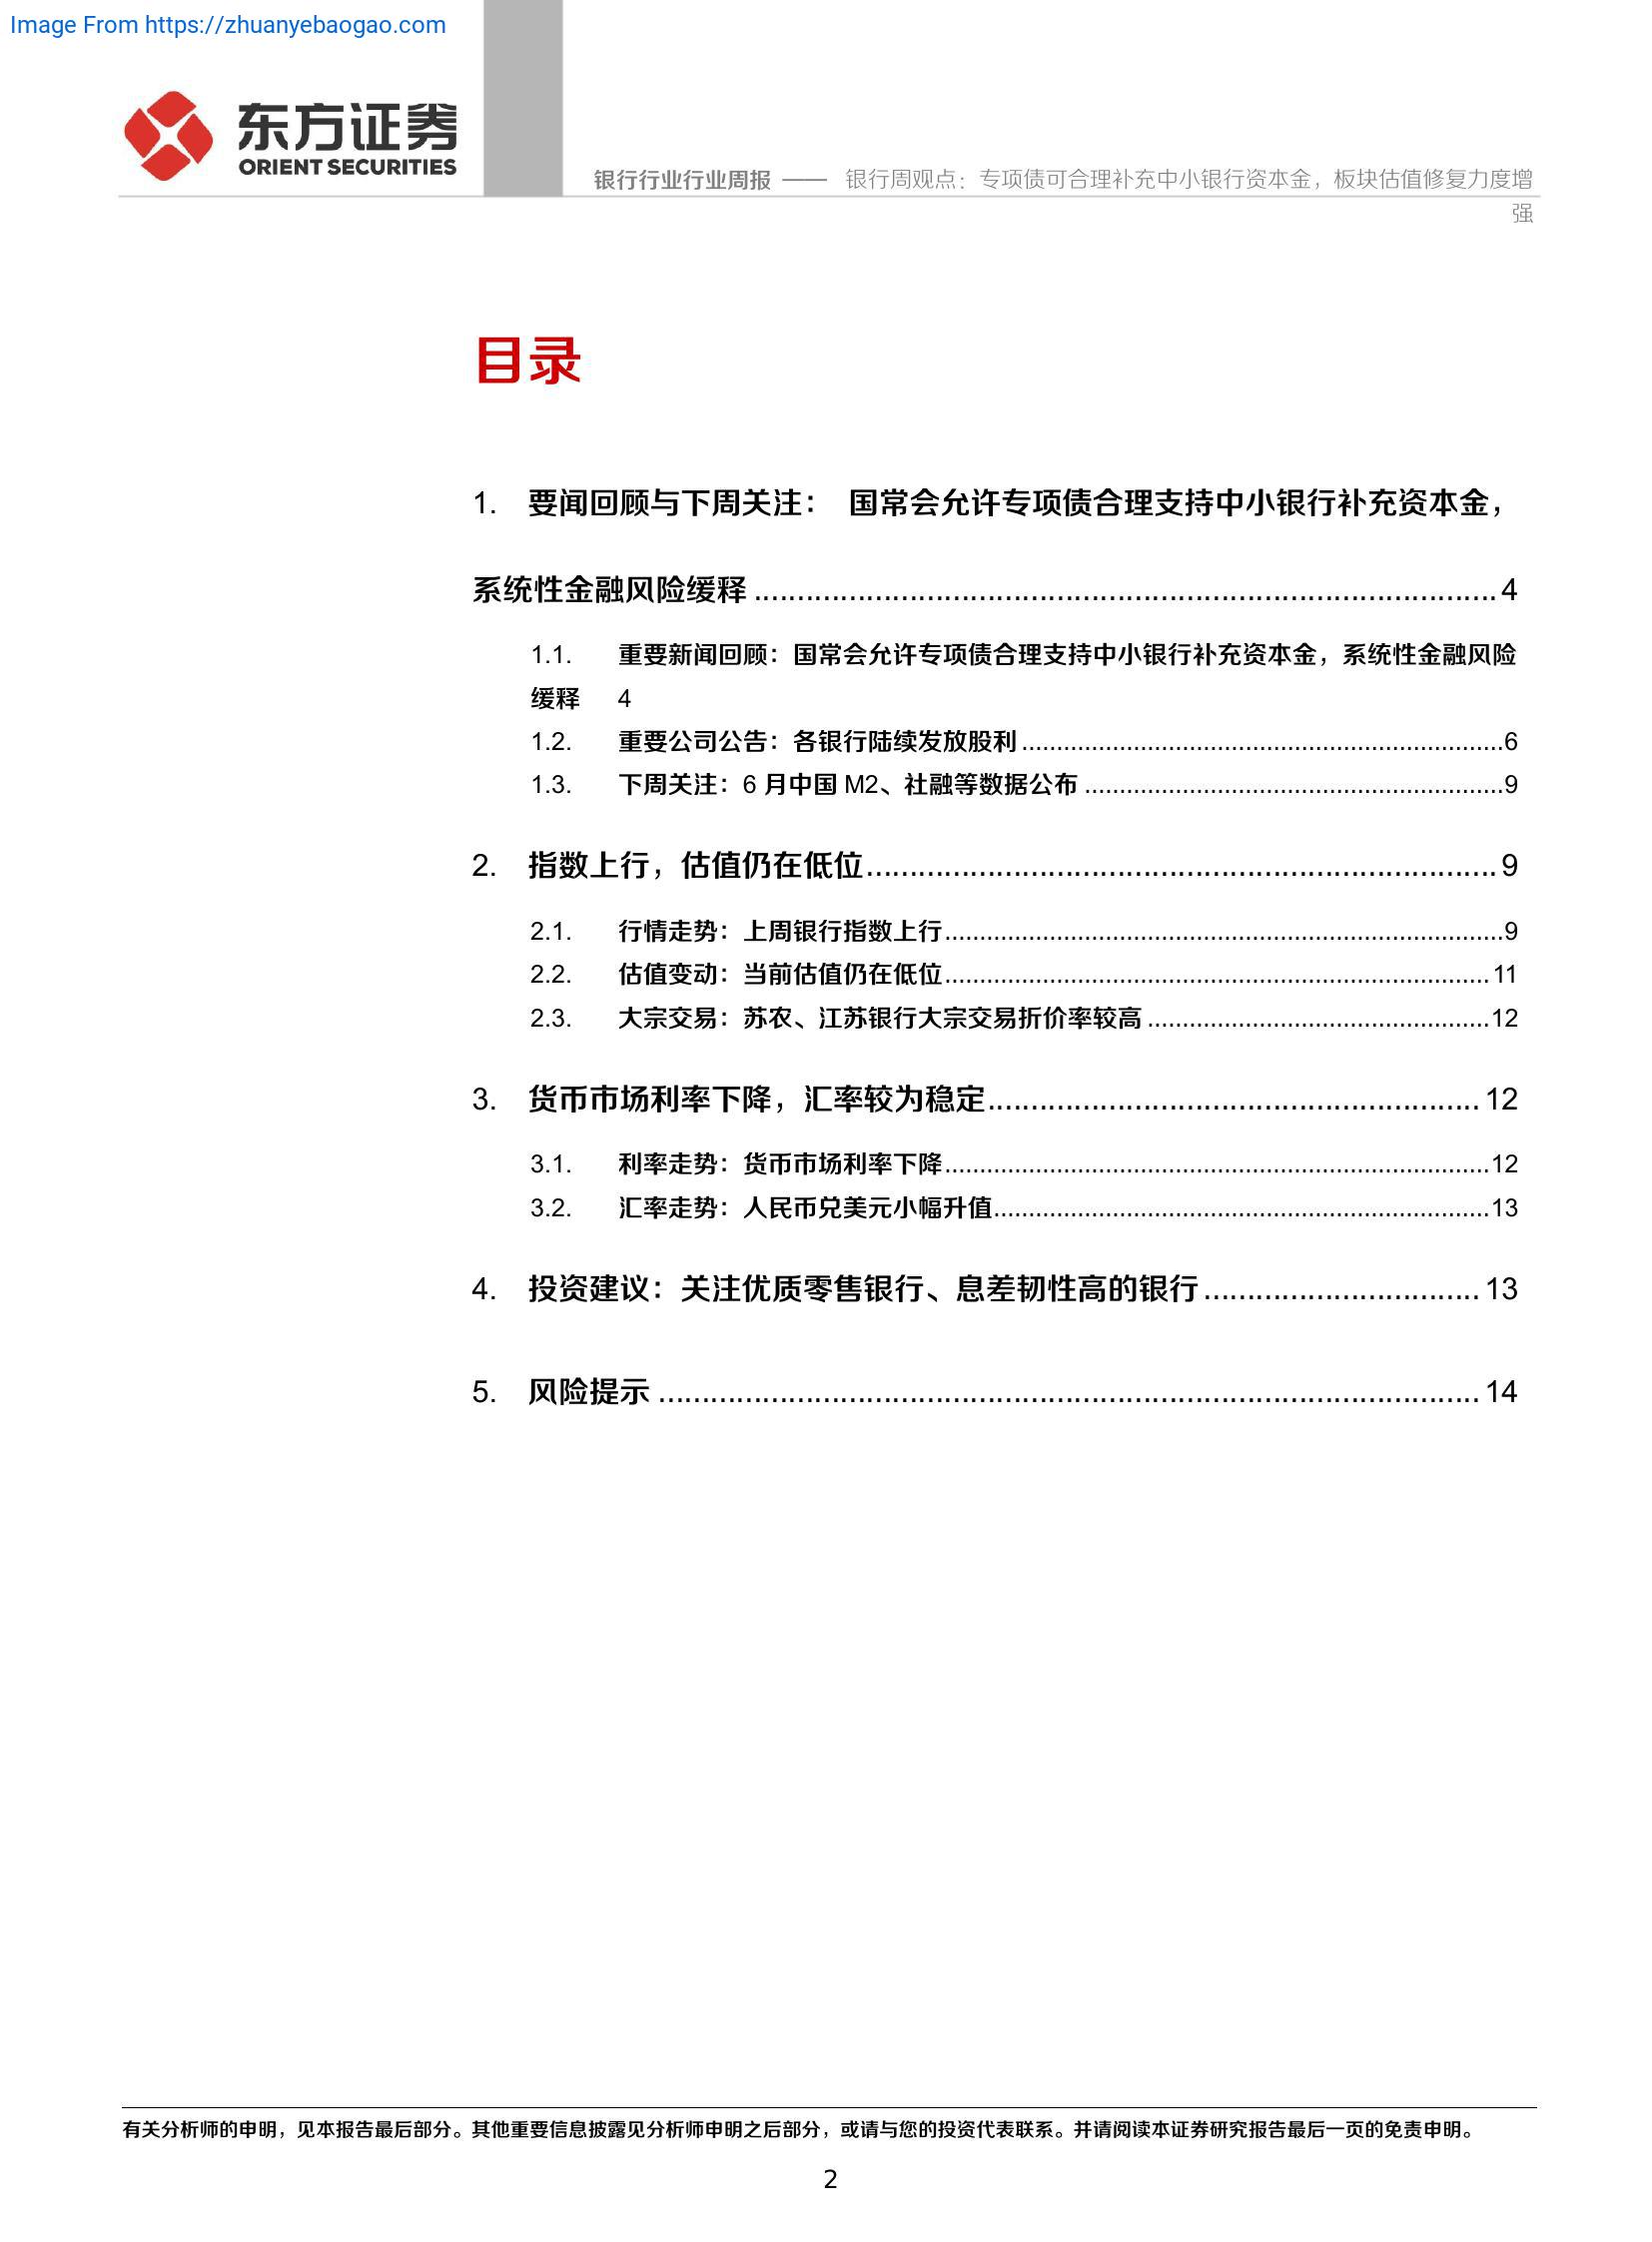 Image From https://zhuanyebaogao.com
东方证券
ORIENT SECURITIES
银行行业行业周报 —— 银行周观点：专项债可合理补充中小银行资本金，板块估值修复力度增
强
目录
1. 要闻回顾与下周关注： 国常会允许专项债合理支持中小银行补充资本金，
系统性金融风险缓释 ........................................................................ 4
1.1. 重要新闻回顾：国常会允许专项债合理支持中小银行补充资本金，系统性金融风险
缓释 4
1.2. 重要公司公告：各银行陆续发放股利 ....................................................................6
1.3. 下周关注：6 月中国 M2、社融等数据公布 ...........................................................9
2. 指数上行，估值仍在低位............................................................. 9
2.1. 行情走势：上周银行指数上行...............................................................................9
2.2. 估值变动：当前估值仍在低位.............................................................................11
2.3. 大宗交易：苏农、江苏银行大宗交易折价率较高 ................................................12
3. 货币市场利率下降，汇率较为稳定................................................ 12
3.1. 利率走势：货币市场利率下降.............................................................................12
3.2. 汇率走势：人民币兑美元小幅升值......................................................................13
4. 投资建议：关注优质零售银行、息差韧性高的银行........................... 13
5. 风险提示 ................................................................................ 14
有关分析师的申明，见本报告最后部分。其他重要信息披露见分析师申明之后部分，或请与您的投资代表联系。并请阅读本证券研究报告最后一页的免责申明。
2